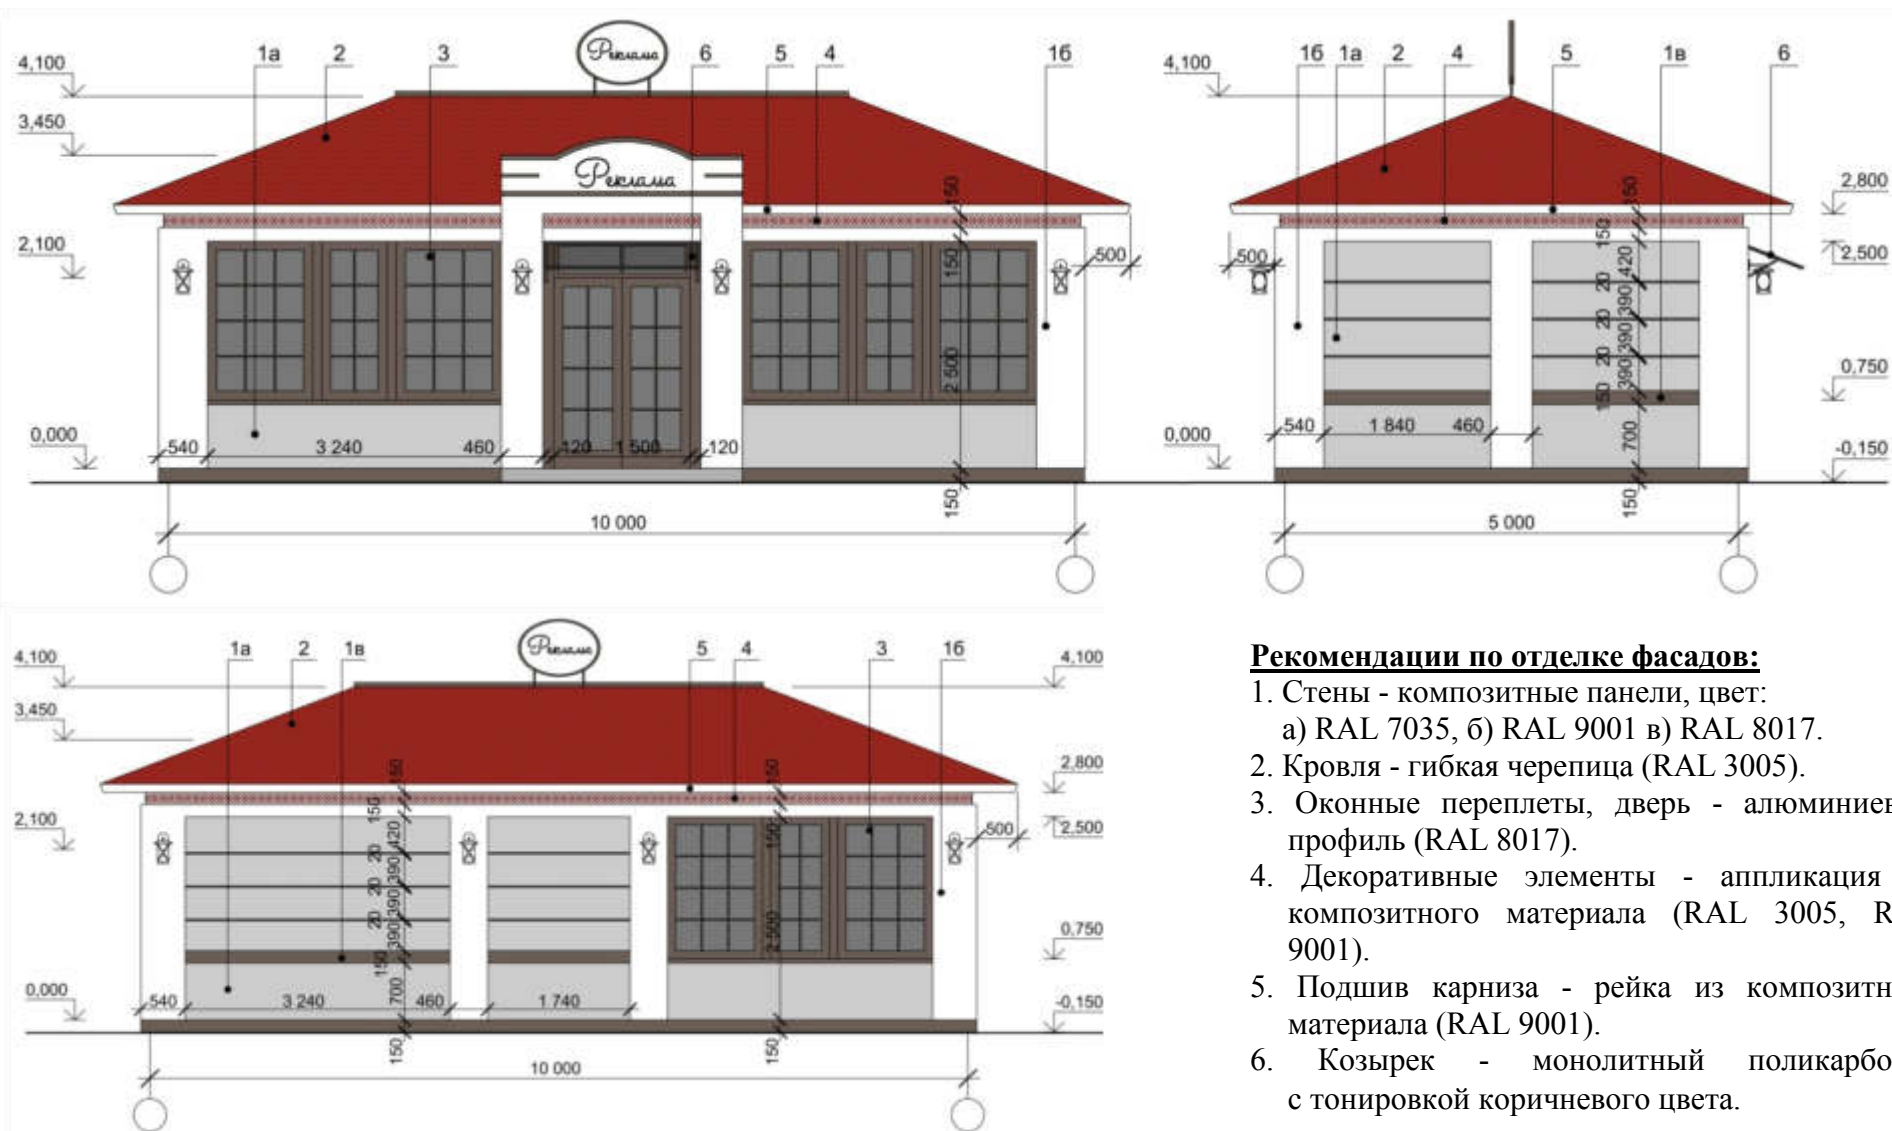 1а 2 3 6 5 4 1б
Реклама
4,100
3,450
2,100
0,000
Реклама
150
150
2 500
150
500
540 3 240 460 120 1 500 120
10 000
1б 1а 2 4 5 1в 6
4,100
0,000
2,800
2,500
0,750
-0,150
500
150
150
420
20
390
20
390
20
390
150
700
150
540 1 840 460
5 000
1а 2 1в 5 4 3 1б
Реклама
4,100
3,450
2,100
0,000
4,100
2,800
2,500
0,750
-0,150
500
150
150
420
20
390
20
390
20
390
150
700
150
150
150
2 500
150
540 3 240 460 1 740
10 000
Рекомендации по отделке фасадов:
1. Стены - композитные панели, цвет:
а) RAL 7035, б) RAL 9001 в) RAL 8017.
2. Кровля - гибкая черепица (RAL 3005).
3. Оконные переплеты, дверь - алюминиев
профиль (RAL 8017).
4. Декоративные элементы - аппликация
композитного материала (RAL 3005, R
9001).
5. Подшив карниза - рейка из композитн
материала (RAL 9001).
6. Козырек - монолитный поликарбо
с тонировкой коричневого цвета.